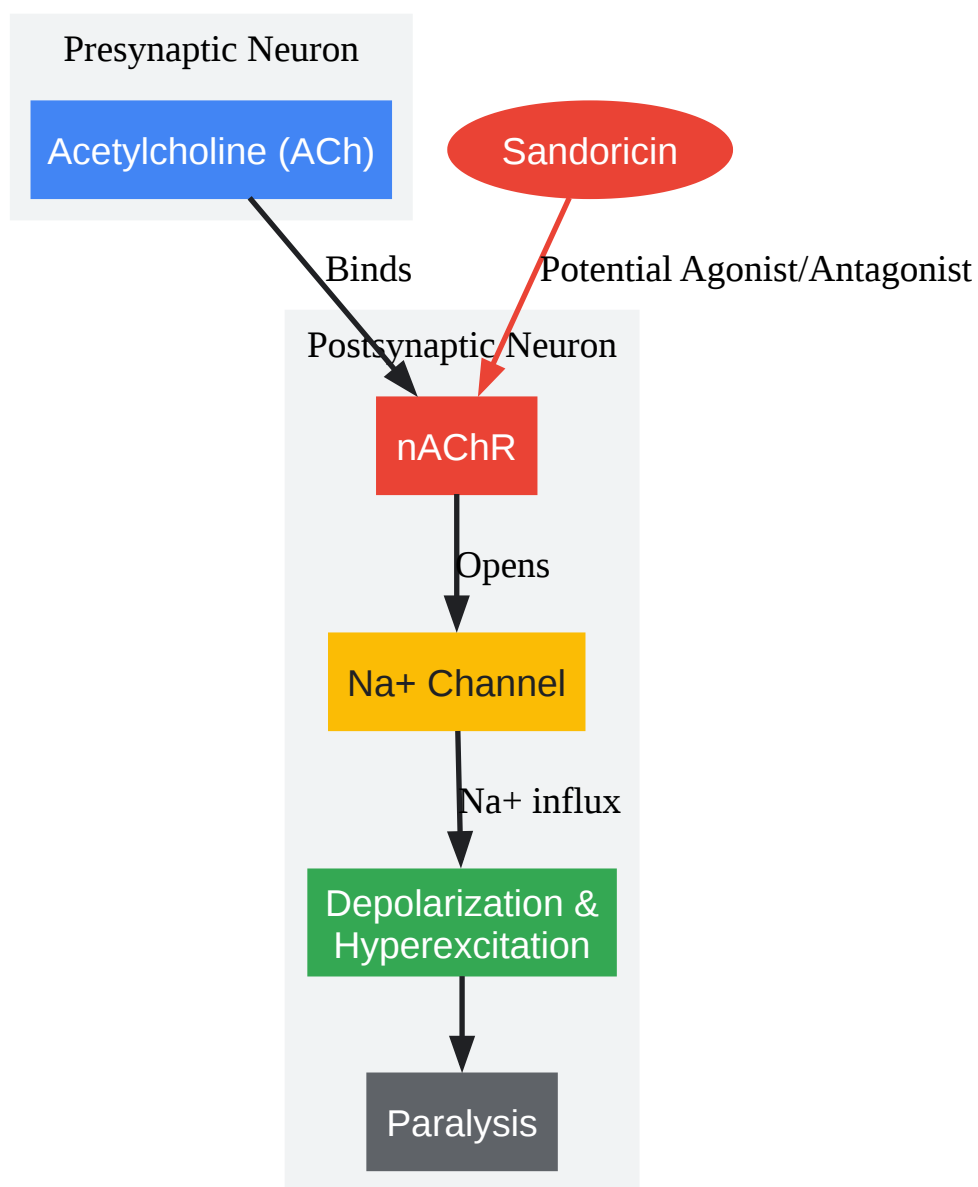 Presynaptic Neuron
Acetylcholine (ACh)
Sandoricin
Binds
Potential Agonist/Antagonist
Postsynaptic Neuron
nAChR
Opens
Na+ Channel
Na+ influx
Depolarization &
Hyperexcitation
Paralysis